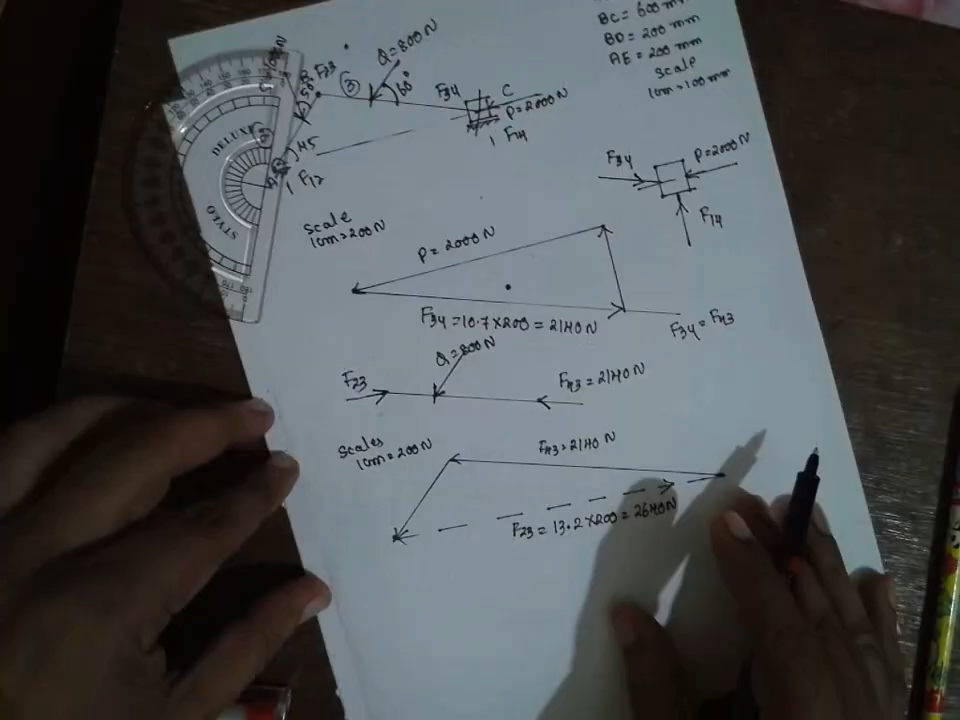 BC = 600 mm
BD = 200 mm
AE = 200 mm
Scale
1cm = 100 mm
Q = 800 N
F23
3
60°
F34
C
P = 2000 N
F14
45
F12
DELUXE
STYLO
F34
P = 2000 N
F14
Scale
1cm = 200 N
P = 2000 N
F34 = 10.7 × 200 = 2140 N
F34 = F43
Q = 800 N
F23
F43 = 2140 N
Scales
1cm = 200 N
F43 = 2140 N
F23 = 13.2 × 200 = 2640 N